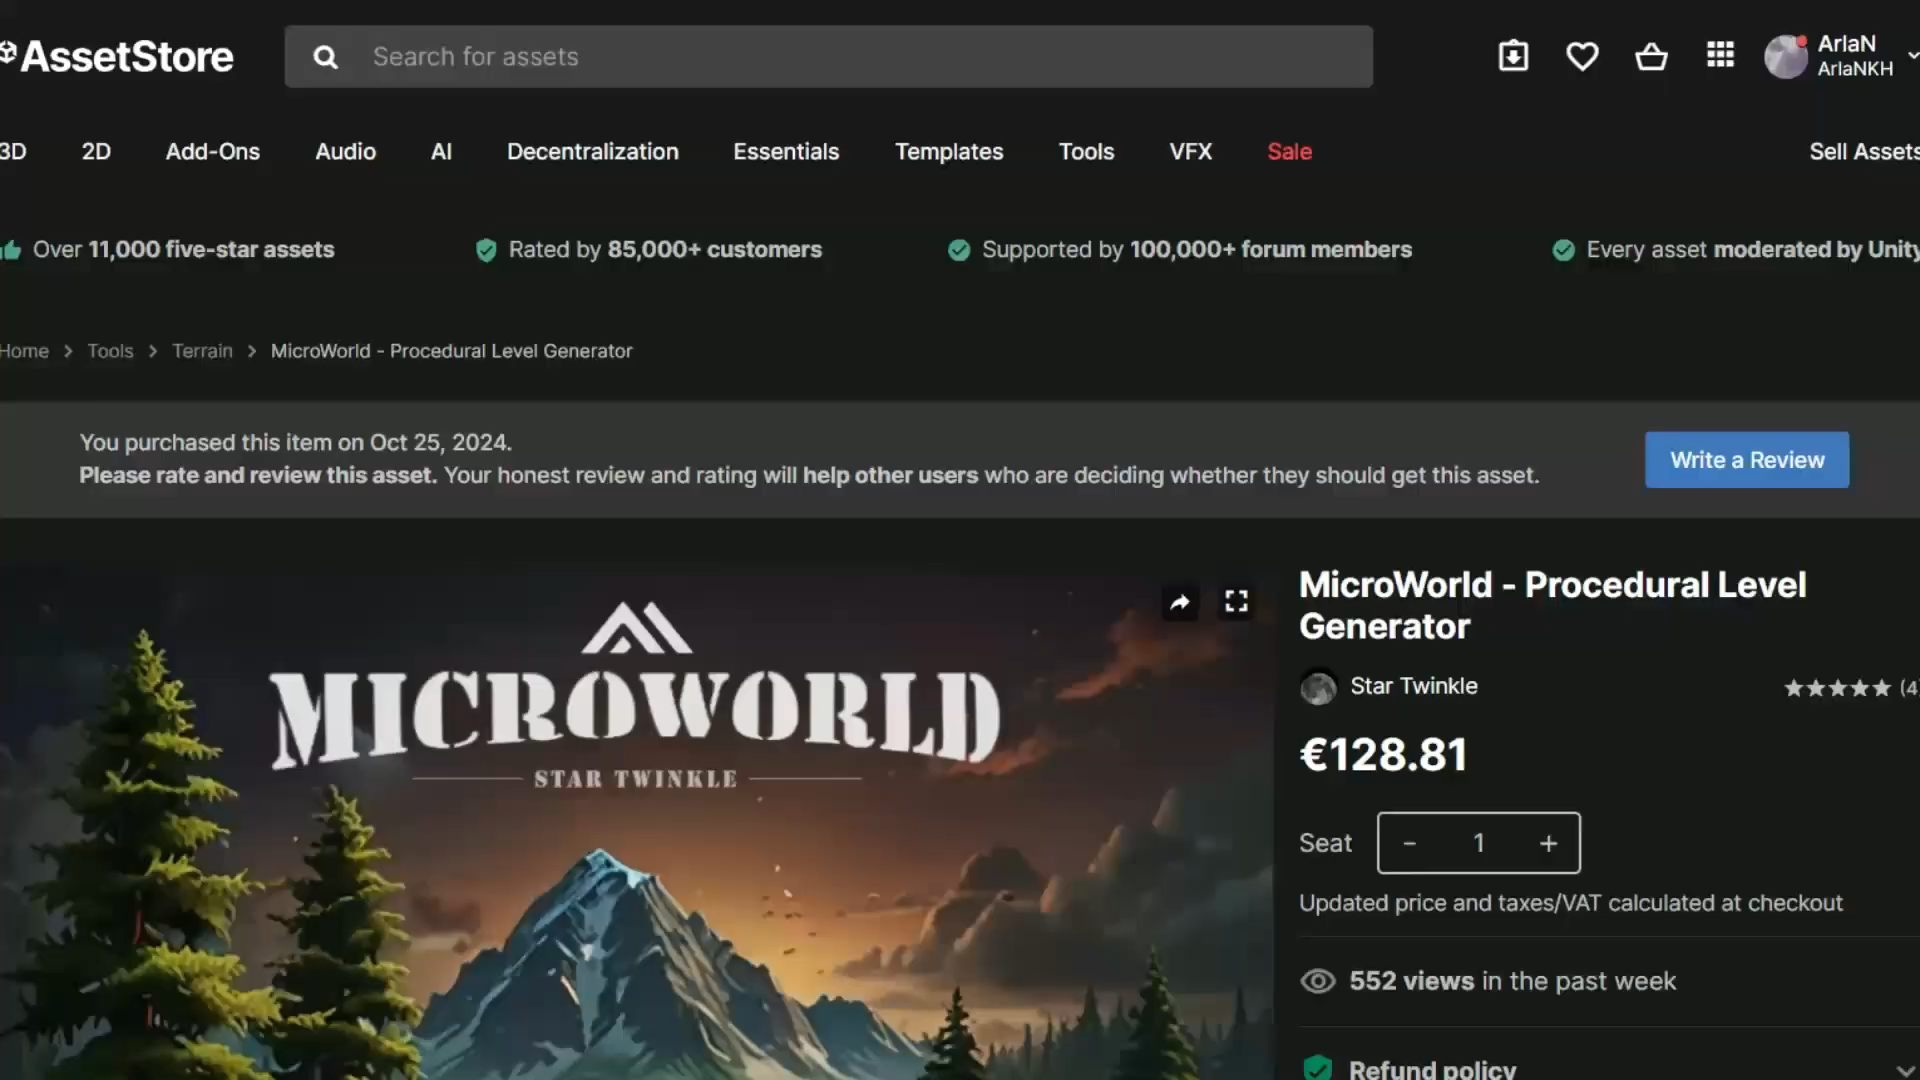 AssetStore
Search for assets
ArlaN
ArlaNKH
3D 2D Add-Ons Audio AI Decentralization Essentials Templates Tools VFX Sale Sell Assets
Over 11,000 five-star assets Rated by 85,000+ customers Supported by 100,000+ forum members Every asset moderated by Unity
Home > Tools > Terrain > MicroWorld - Procedural Level Generator
You purchased this item on Oct 25, 2024.
Please rate and review this asset. Your honest review and rating will help other users who are deciding whether they should get this asset.
Write a Review
MICROWORLD
STAR TWINKLE
MicroWorld - Procedural Level
Generator
Star Twinkle
(4
€128.81
Seat - 1 +
Updated price and taxes/VAT calculated at checkout
552 views in the past week
Refund policy